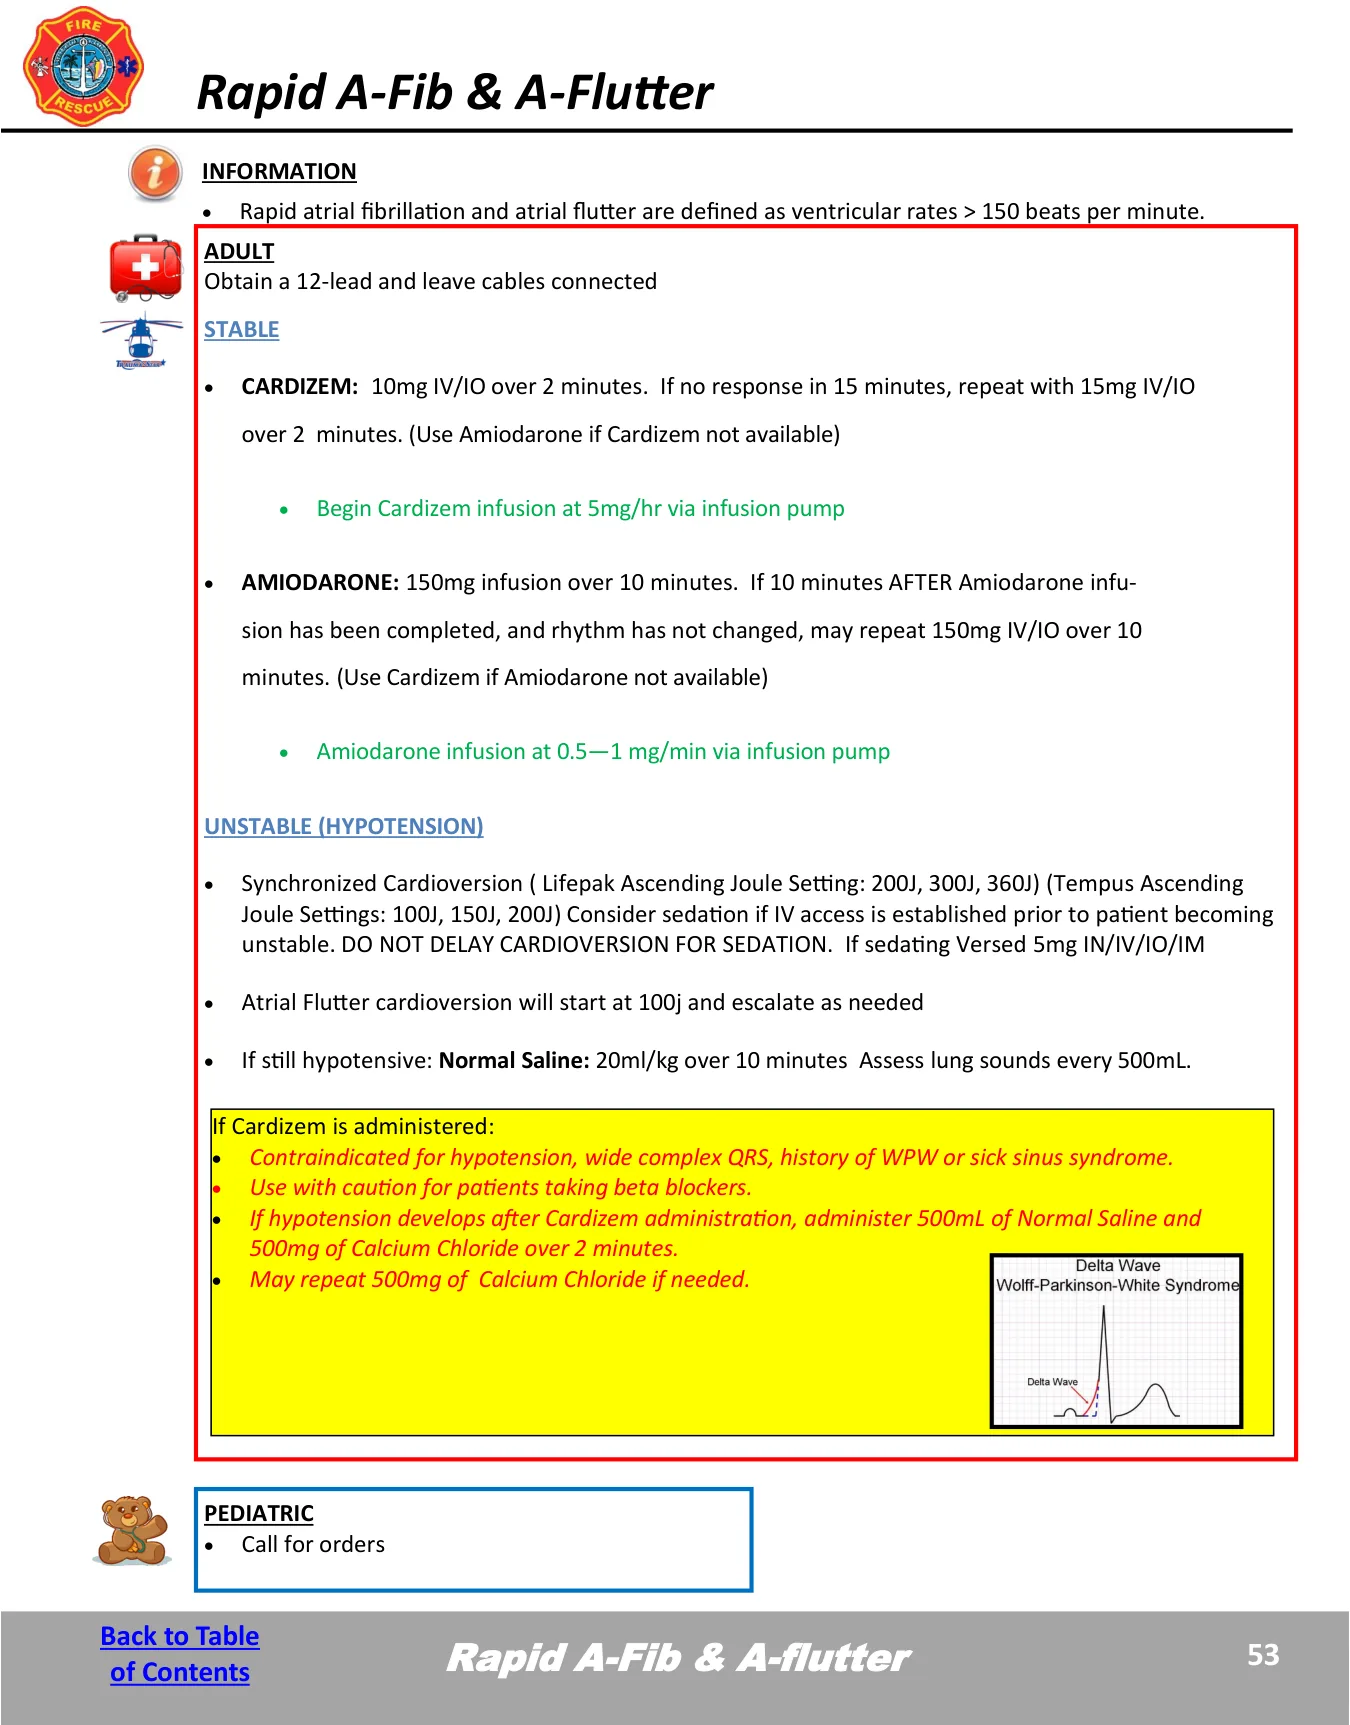 FIRE
RESCUE
Rapid A-Fib & A-Flutter
INFORMATION
• Rapid atrial fibrillation and atrial flutter are defined as ventricular rates > 150 beats per minute.
ADULT
Obtain a 12-lead and leave cables connected
STABLE
• CARDIZEM: 10mg IV/IO over 2 minutes. If no response in 15 minutes, repeat with 15mg IV/IO
over 2 minutes. (Use Amiodarone if Cardizem not available)
• Begin Cardizem infusion at 5mg/hr via infusion pump
• AMIODARONE: 150mg infusion over 10 minutes. If 10 minutes AFTER Amiodarone infu-
sion has been completed, and rhythm has not changed, may repeat 150mg IV/IO over 10
minutes. (Use Cardizem if Amiodarone not available)
• Amiodarone infusion at 0.5—1 mg/min via infusion pump
UNSTABLE (HYPOTENSION)
• Synchronized Cardioversion ( Lifepak Ascending Joule Setting: 200J, 300J, 360J) (Tempus Ascending
Joule Settings: 100J, 150J, 200J) Consider sedation if IV access is established prior to patient becoming
unstable. DO NOT DELAY CARDIOVERSION FOR SEDATION. If sedating Versed 5mg IN/IV/IO/IM
• Atrial Flutter cardioversion will start at 100j and escalate as needed
• If still hypotensive: Normal Saline: 20ml/kg over 10 minutes Assess lung sounds every 500mL.
If Cardizem is administered:
• Contraindicated for hypotension, wide complex QRS, history of WPW or sick sinus syndrome.
• Use with caution for patients taking beta blockers.
• If hypotension develops after Cardizem administration, administer 500mL of Normal Saline and
500mg of Calcium Chloride over 2 minutes.
• May repeat 500mg of Calcium Chloride if needed.
Delta Wave
Wolff-Parkinson-White Syndrome
Delta Wave
PEDIATRIC
• Call for orders
Back to Table
of Contents
Rapid A-Fib & A-flutter
53